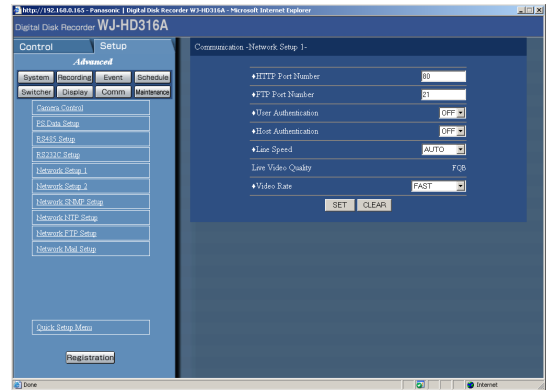 http://192.168.0.165 - Panasonic | Digital Disk Recorder WJ-HD316A - Microsoft Internet Explorer
Digital Disk Recorder WJ-HD316A
Control Setup
Advanced
System Recording Event Schedule
Switcher Display Comm Maintenance
Camera Control
PS Data Setup
RS485 Setup
RS232C Setup
Network Setup 1
Network Setup 2
Network SNMP Setup
Network NTP Setup
Network FTP Setup
Network Mail Setup
Quick Setup Menu
Registration
Communication -Network Setup 1-
♦HTTP Port Number 80
♦FTP Port Number 21
♦User Authentication OFF
♦Host Authentication OFF
♦Line Speed AUTO
Live Video Quality FQB
♦Video Rate FAST
SET CLEAR
Done Internet